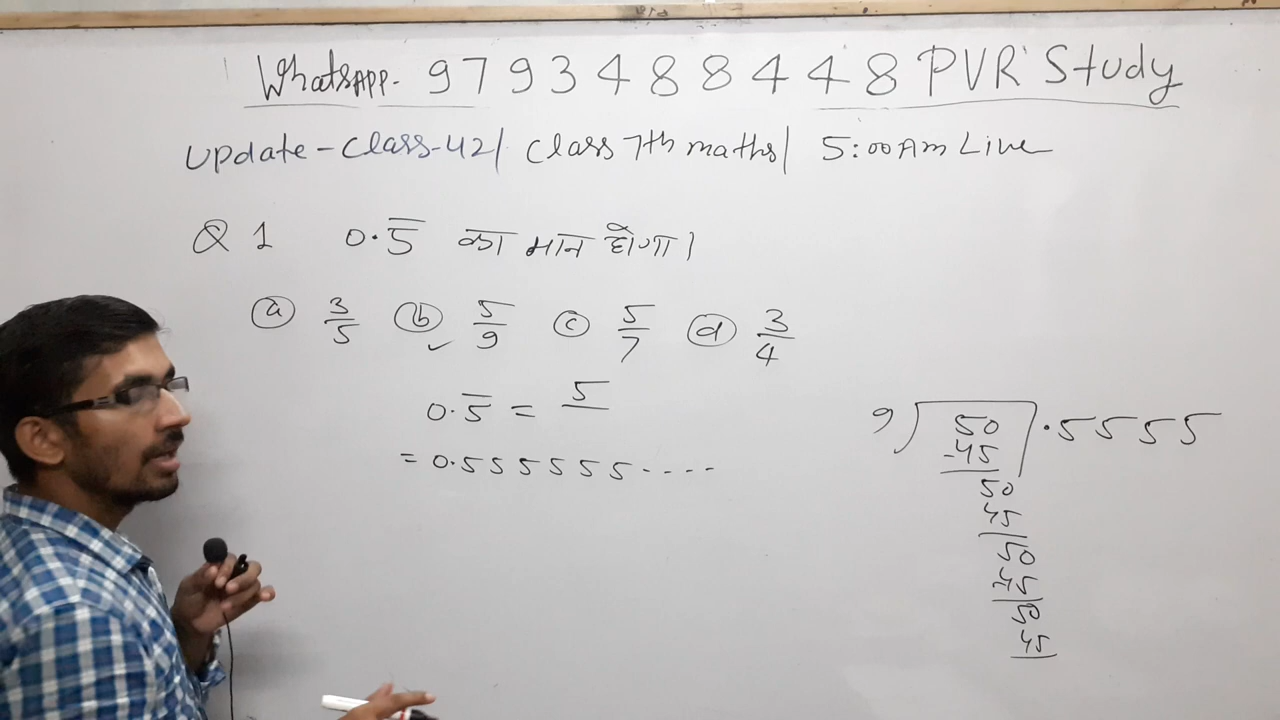 WhatsAPP- 9793488448 PVR Study
Update-Class-42/ Class 7th maths/ 5:00Am Live
Q 1 0.5̅ का मान होगा।
(a) 3/5 (b) 5/9 (c) 5/7 (d) 3/4
0.5̅ = 5
= 0.555555....
9) 50 ( .5555
-45
50
45
50
45
50
45